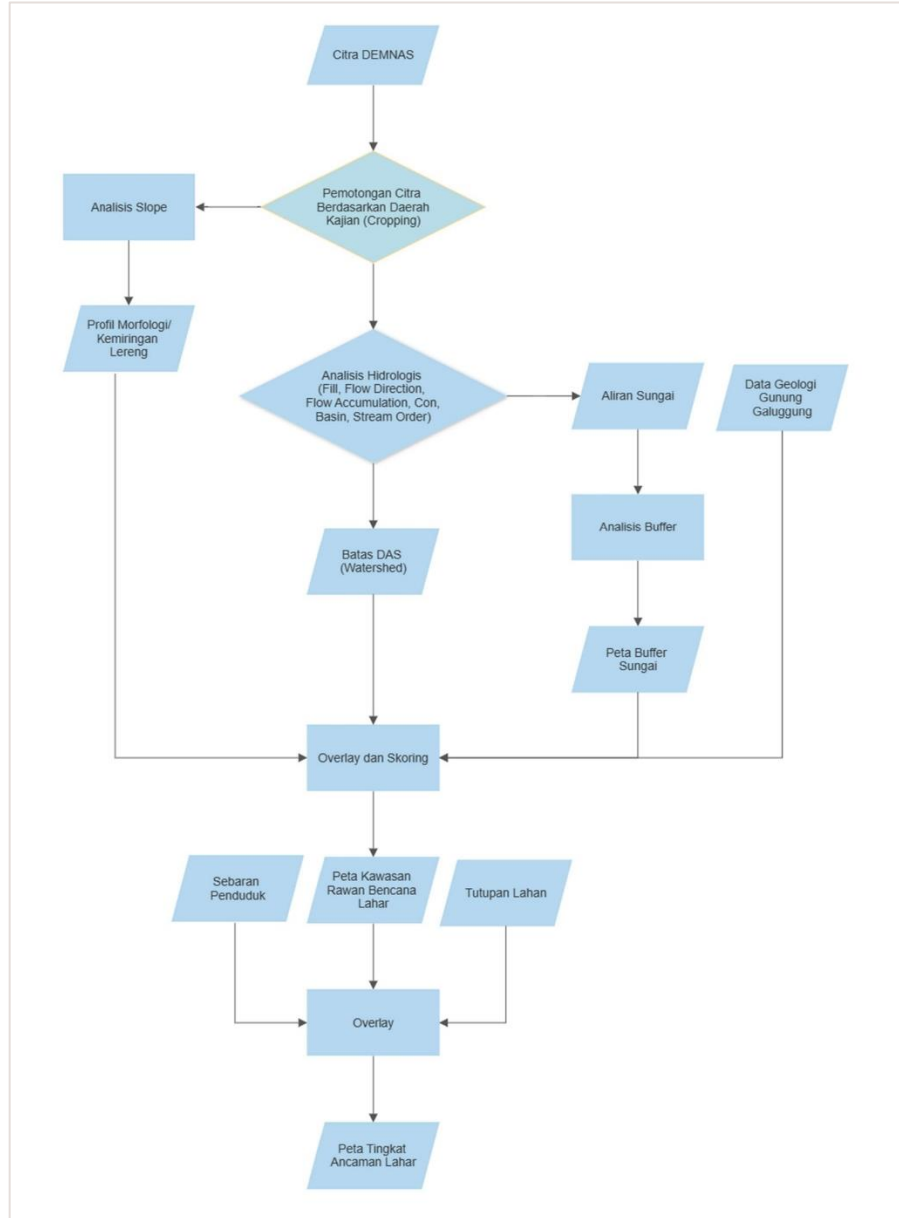 Citra DEMNAS
Pemotongan Citra
Berdasarkan Daerah
Kajian (Cropping)
Analisis Slope
Profil Morfologi/
Kemiringan
Lereng
Analisis Hidrologis
(Fill, Flow Direction,
Flow Accumulation, Con,
Basin, Stream Order)
Aliran Sungai
Data Geologi
Gunung
Galuggung
Analisis Buffer
Batas DAS
(Watershed)
Peta Buffer
Sungai
Overlay dan Skoring
Sebaran
Penduduk
Peta Kawasan
Rawan Bencana
Lahar
Tutupan Lahan
Overlay
Peta Tingkat
Ancaman Lahar